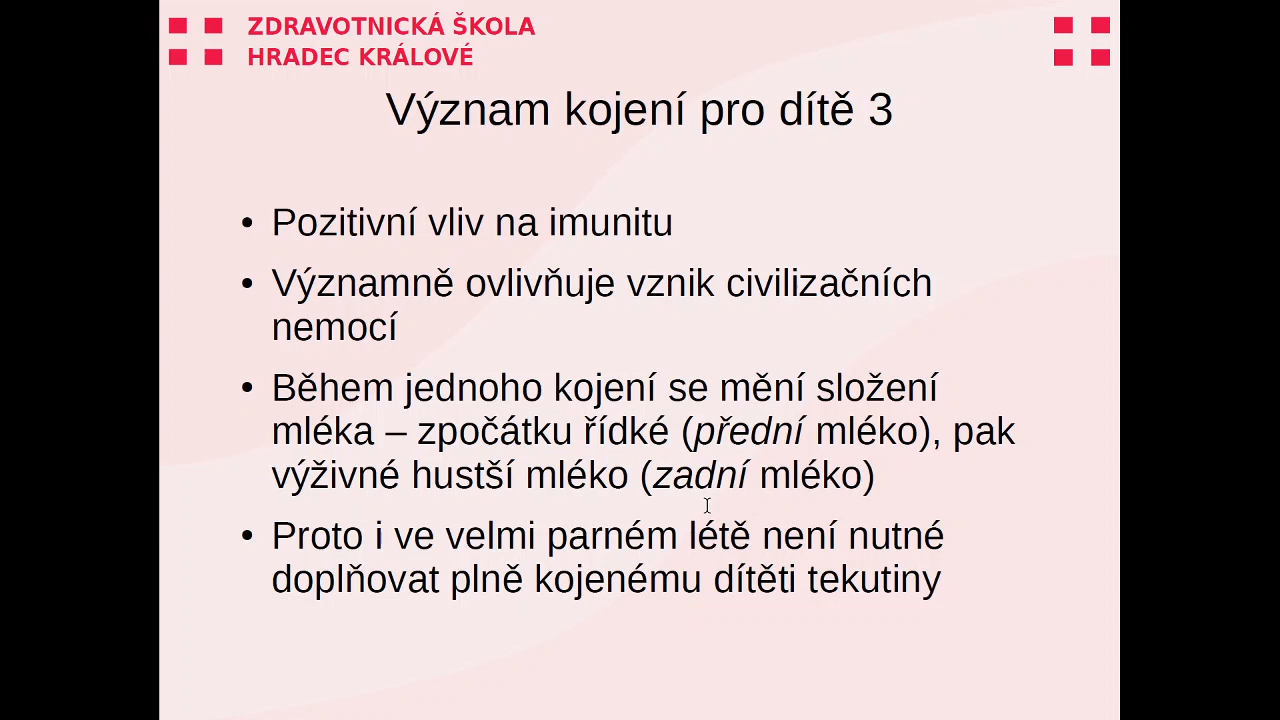 ZDRAVOTNICKÁ ŠKOLA
HRADEC KRÁLOVÉ
Význam kojení pro dítě 3
• Pozitivní vliv na imunitu
• Významně ovlivňuje vznik civilizačních
nemocí
• Během jednoho kojení se mění složení
mléka – zpočátku řídké (přední mléko), pak
výživné hustší mléko (zadní mléko)
• Proto i ve velmi parném létě není nutné
doplňovat plně kojenému dítěti tekutiny